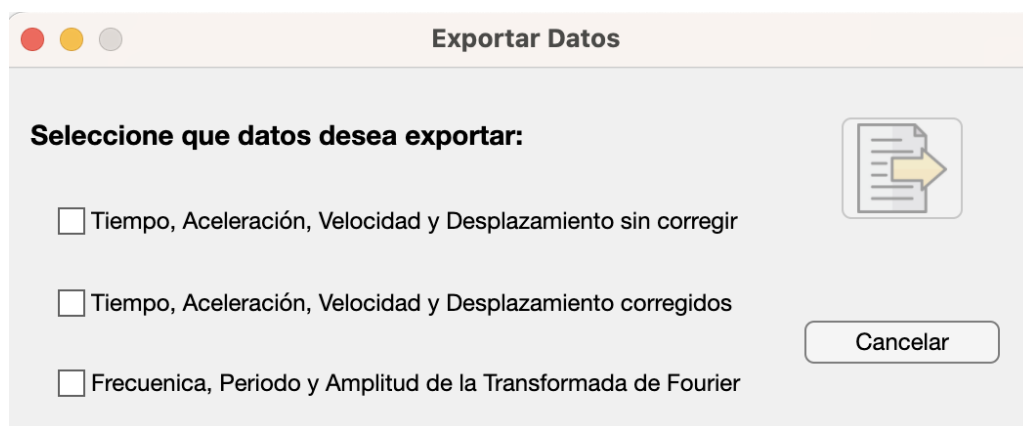 Exportar Datos
Seleccione que datos desea exportar:
Tiempo, Aceleración, Velocidad y Desplazamiento sin corregir
Tiempo, Aceleración, Velocidad y Desplazamiento corregidos
Cancelar
Frecuenica, Periodo y Amplitud de la Transformada de Fourier